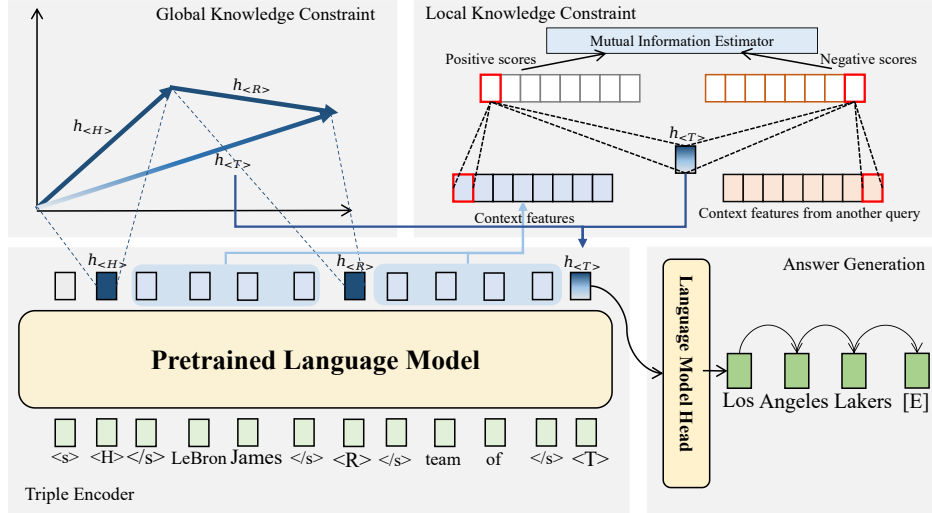 Global Knowledge Constraint
h<H>
h<R>
h<T>
Local Knowledge Constraint
Mutual Information Estimator
Positive scores
Negative scores
h<T>
Context features
Context features from another query
h<H>
h<R>
h<T>
Pretrained Language Model
<s> <H> </s> LeBron James </s> <R> </s> team of </s> <T>
Triple Encoder
Answer Generation
Language Model Head
Los Angeles Lakers [E]